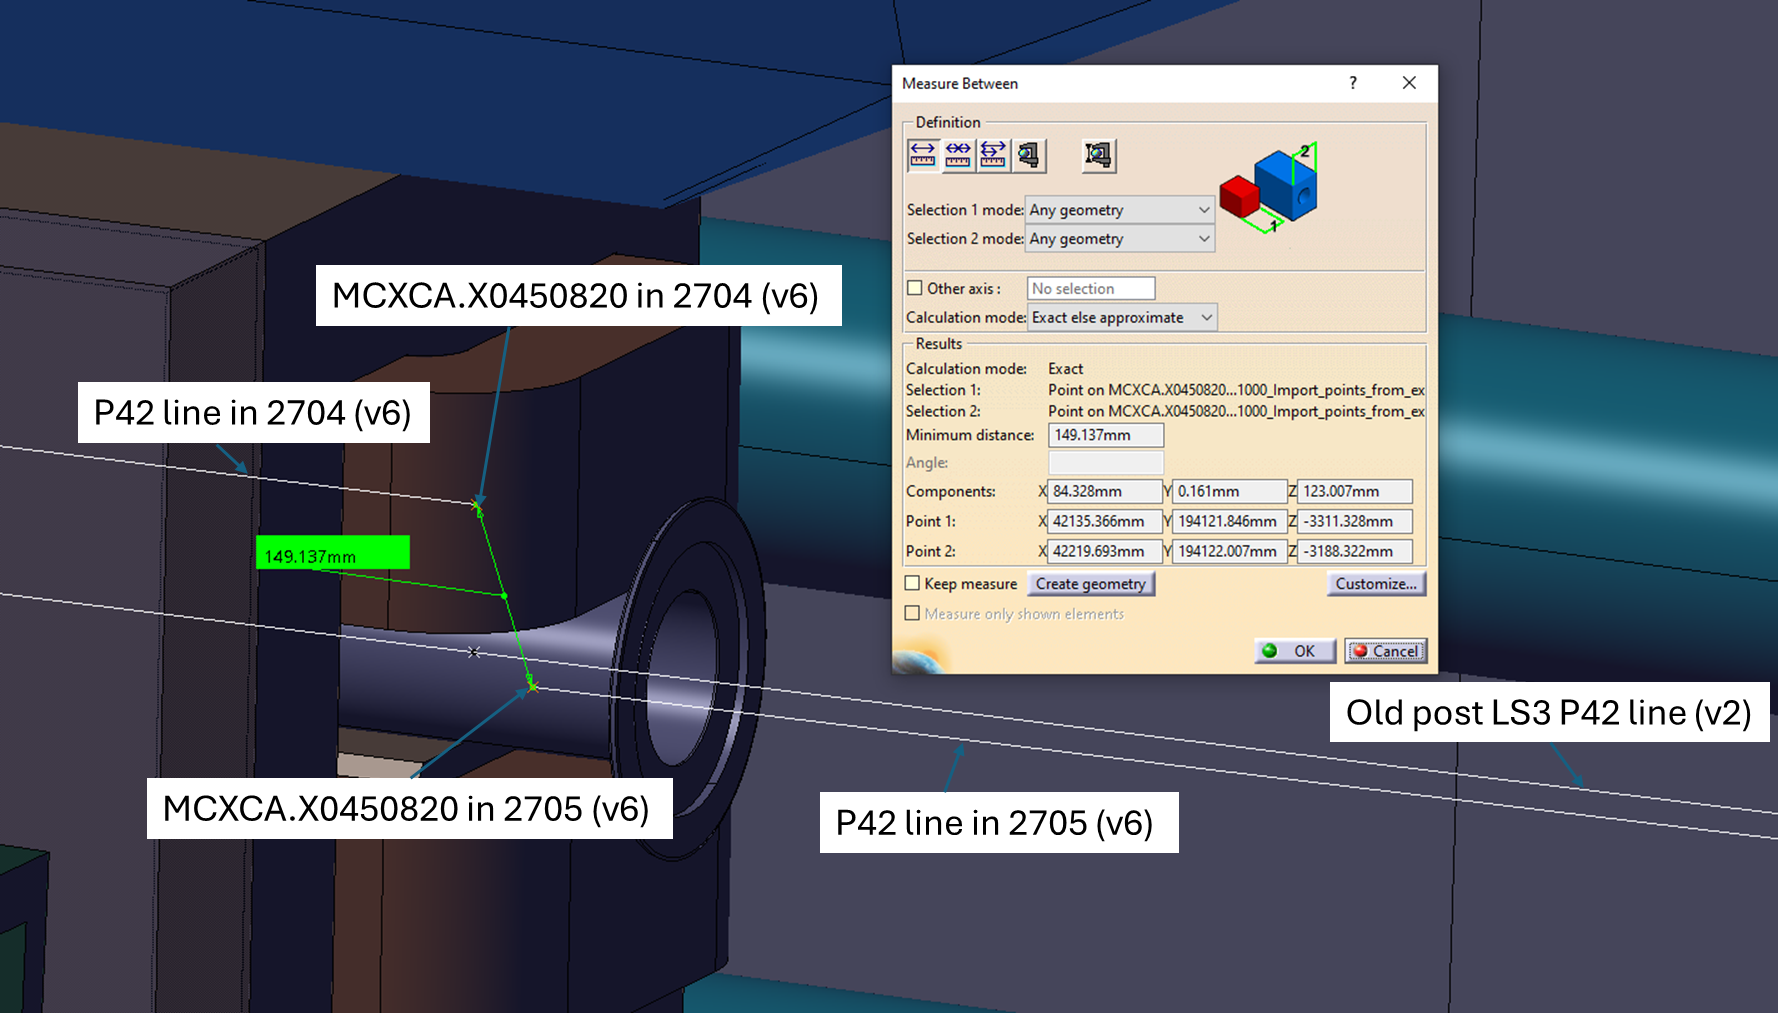 Measure Between ? ×
Definition
2
1
Selection 1 mode: Any geometry
Selection 2 mode: Any geometry
Other axis : No selection
Calculation mode: Exact else approximate
Results
Calculation mode: Exact
Selection 1: Point on MCXCA.X0450820...1000_Import_points_from_ex
Selection 2: Point on MCXCA.X0450820...1000_Import_points_from_ex
Minimum distance: 149.137mm
Angle:
Components: X 84.328mm Y 0.161mm Z 123.007mm
Point 1: X 42135.366mm Y 194121.846mm Z -3311.328mm
Point 2: X 42219.693mm Y 194122.007mm Z -3188.322mm
Keep measure Create geometry Customize...
Measure only shown elements
OK Cancel
MCXCA.X0450820 in 2704 (v6)
P42 line in 2704 (v6)
149.137mm
Old post LS3 P42 line (v2)
MCXCA.X0450820 in 2705 (v6)
P42 line in 2705 (v6)